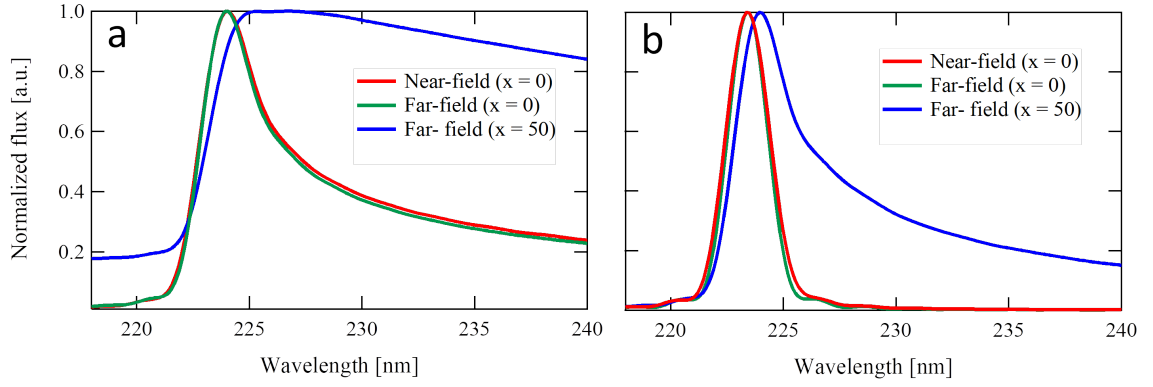 a
1.0
0.8
0.6
0.4
0.2
Normalized flux [a.u.]
Near-field (x = 0)
Far-field (x = 0)
Far- field (x = 50)
220 225 230 235 240
Wavelength [nm]
b
Near-field (x = 0)
Far-field (x = 0)
Far- field (x = 50)
220 225 230 235 240
Wavelength [nm]